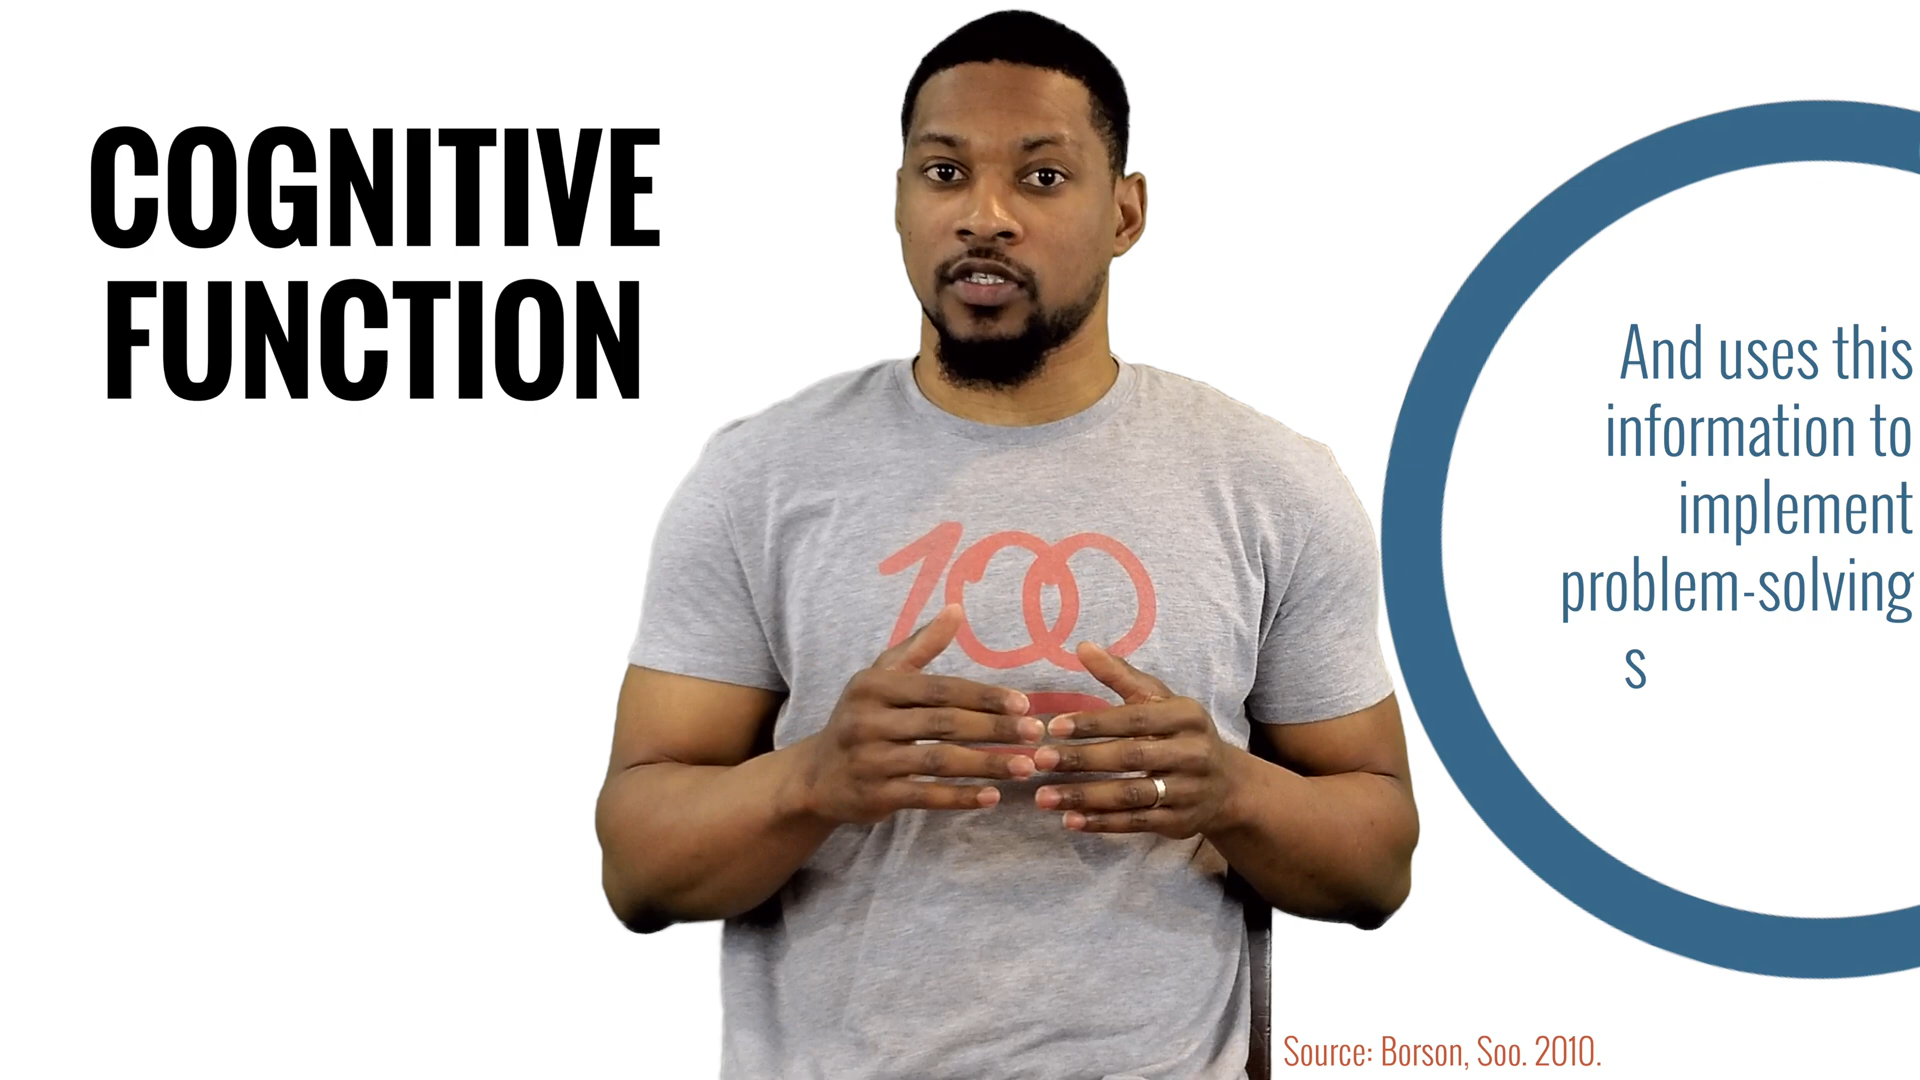 COGNITIVE
FUNCTION
And uses this
information to
implement
problem-solving
s
100
Source: Borson, Soo. 2010.